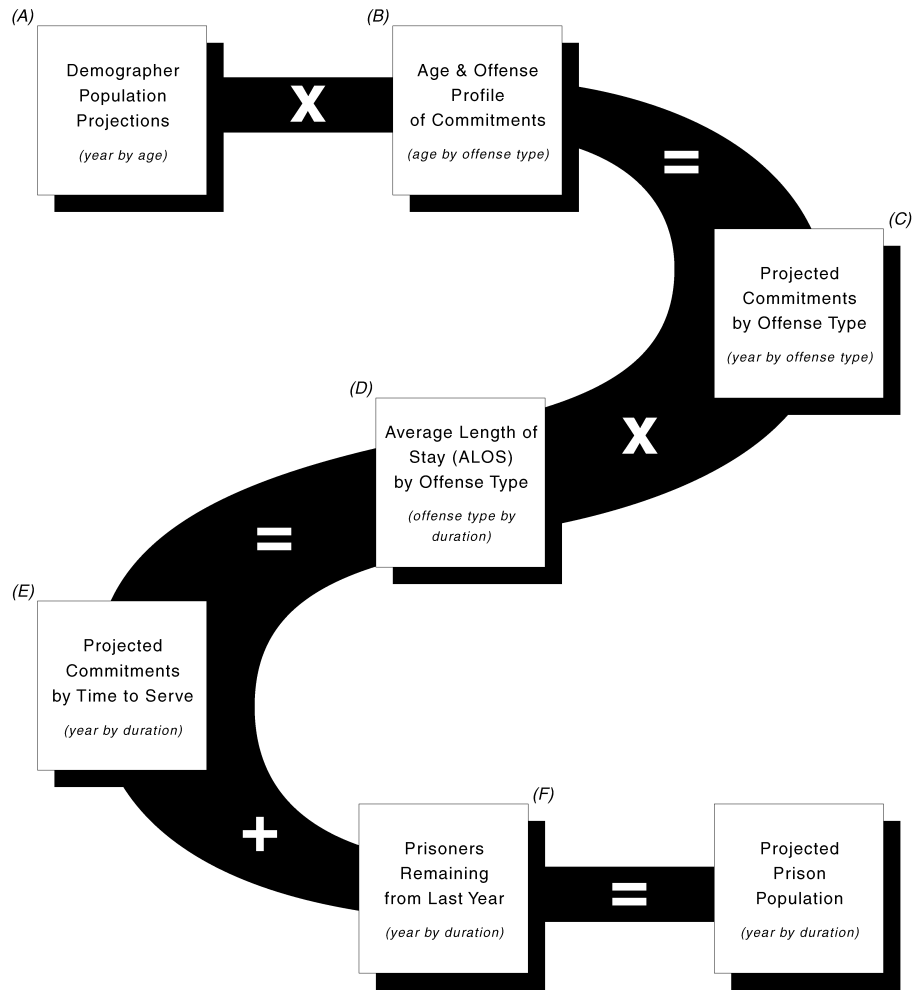 (A)
Demographer
Population
Projections
(year by age)
X
(B)
Age & Offense
Profile
of Commitments
(age by offense type)
=
(C)
Projected
Commitments
by Offense Type
(year by offense type)
X
(D)
Average Length of
Stay (ALOS)
by Offense Type
(offense type by
duration)
=
(E)
Projected
Commitments
by Time to Serve
(year by duration)
+
(F)
Prisoners
Remaining
from Last Year
(year by duration)
=
Projected
Prison
Population
(year by duration)